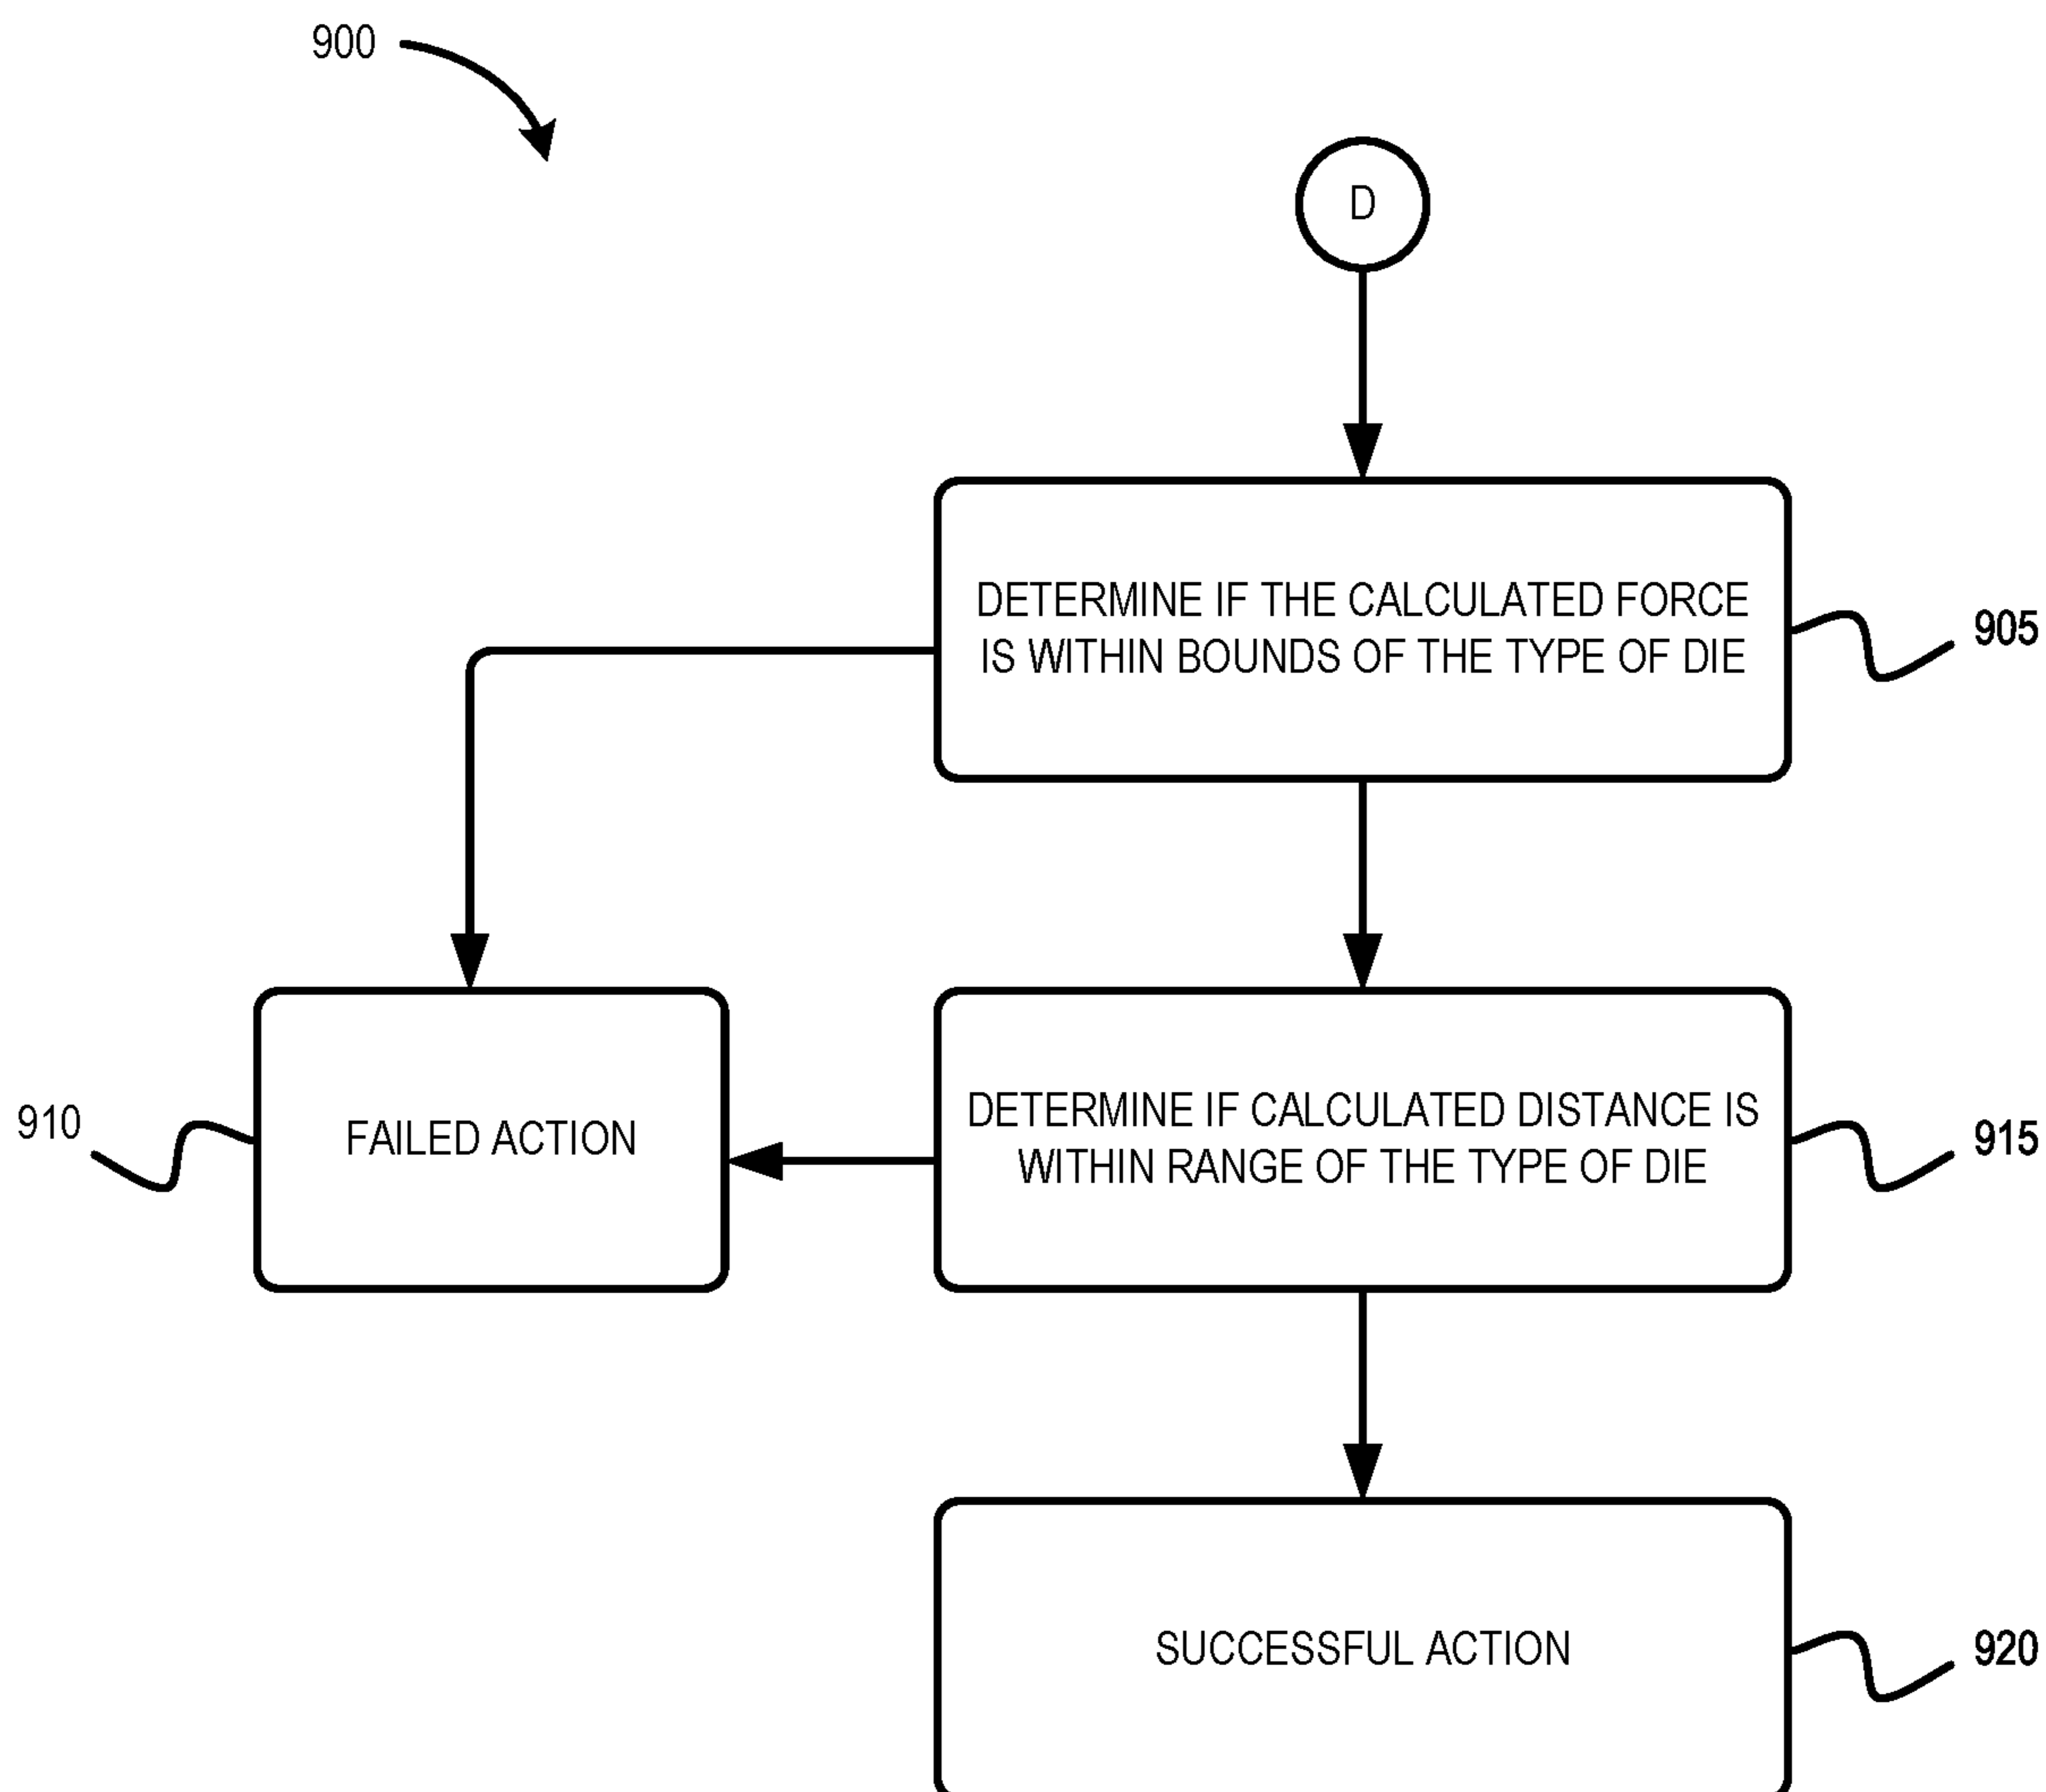 900
D
DETERMINE IF THE CALCULATED FORCE
IS WITHIN BOUNDS OF THE TYPE OF DIE
905
910
FAILED ACTION
DETERMINE IF CALCULATED DISTANCE IS
WITHIN RANGE OF THE TYPE OF DIE
915
SUCCESSFUL ACTION
920